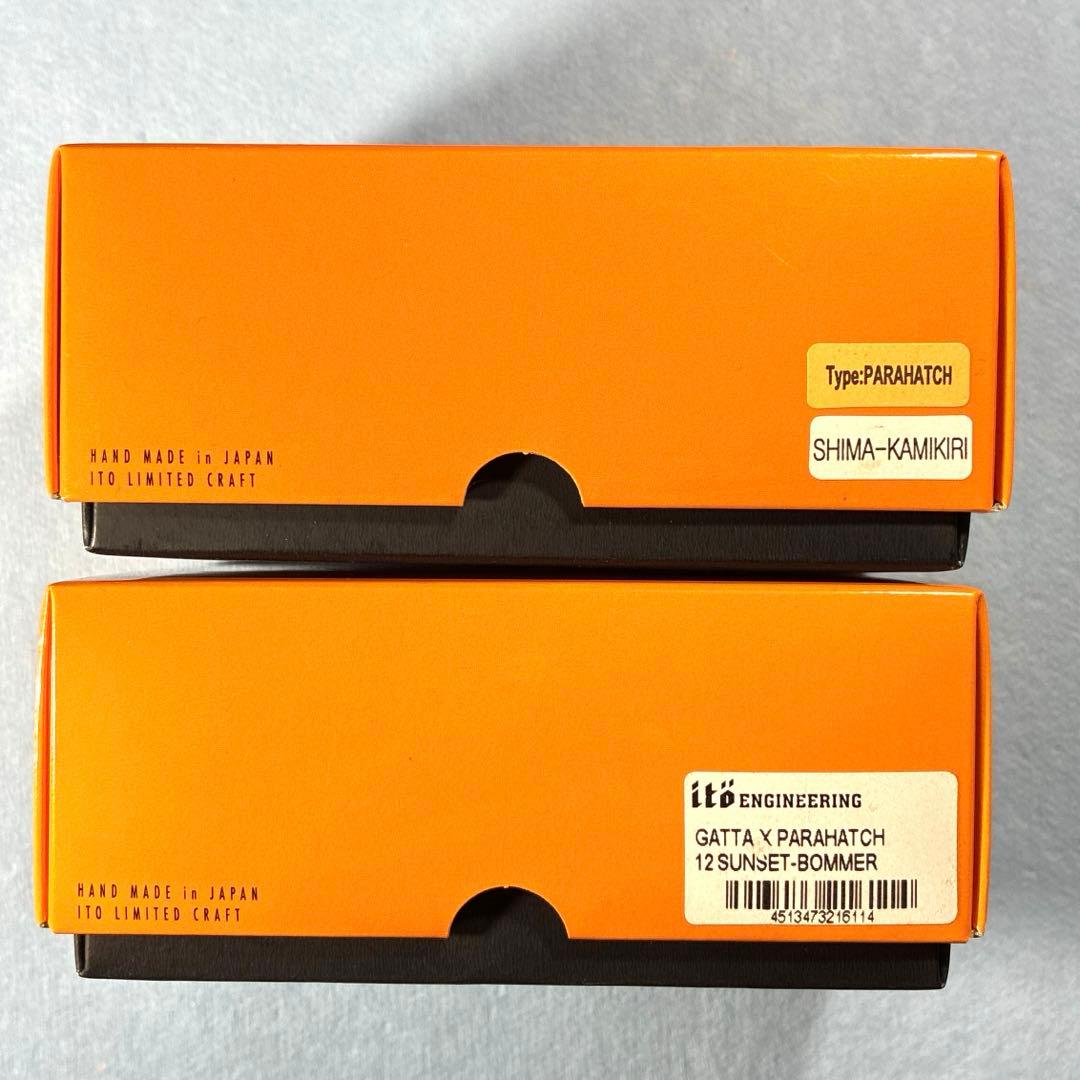 Type:PARAHATCH
SHIMA-KAMIKIRI
HAND MADE in JAPAN
ITO LIMITED CRAFT
itö ENGINEERING
GATTA X PARAHATCH
12 SUNSET-BOMMER
4513473216114
HAND MADE in JAPAN
ITO LIMITED CRAFT